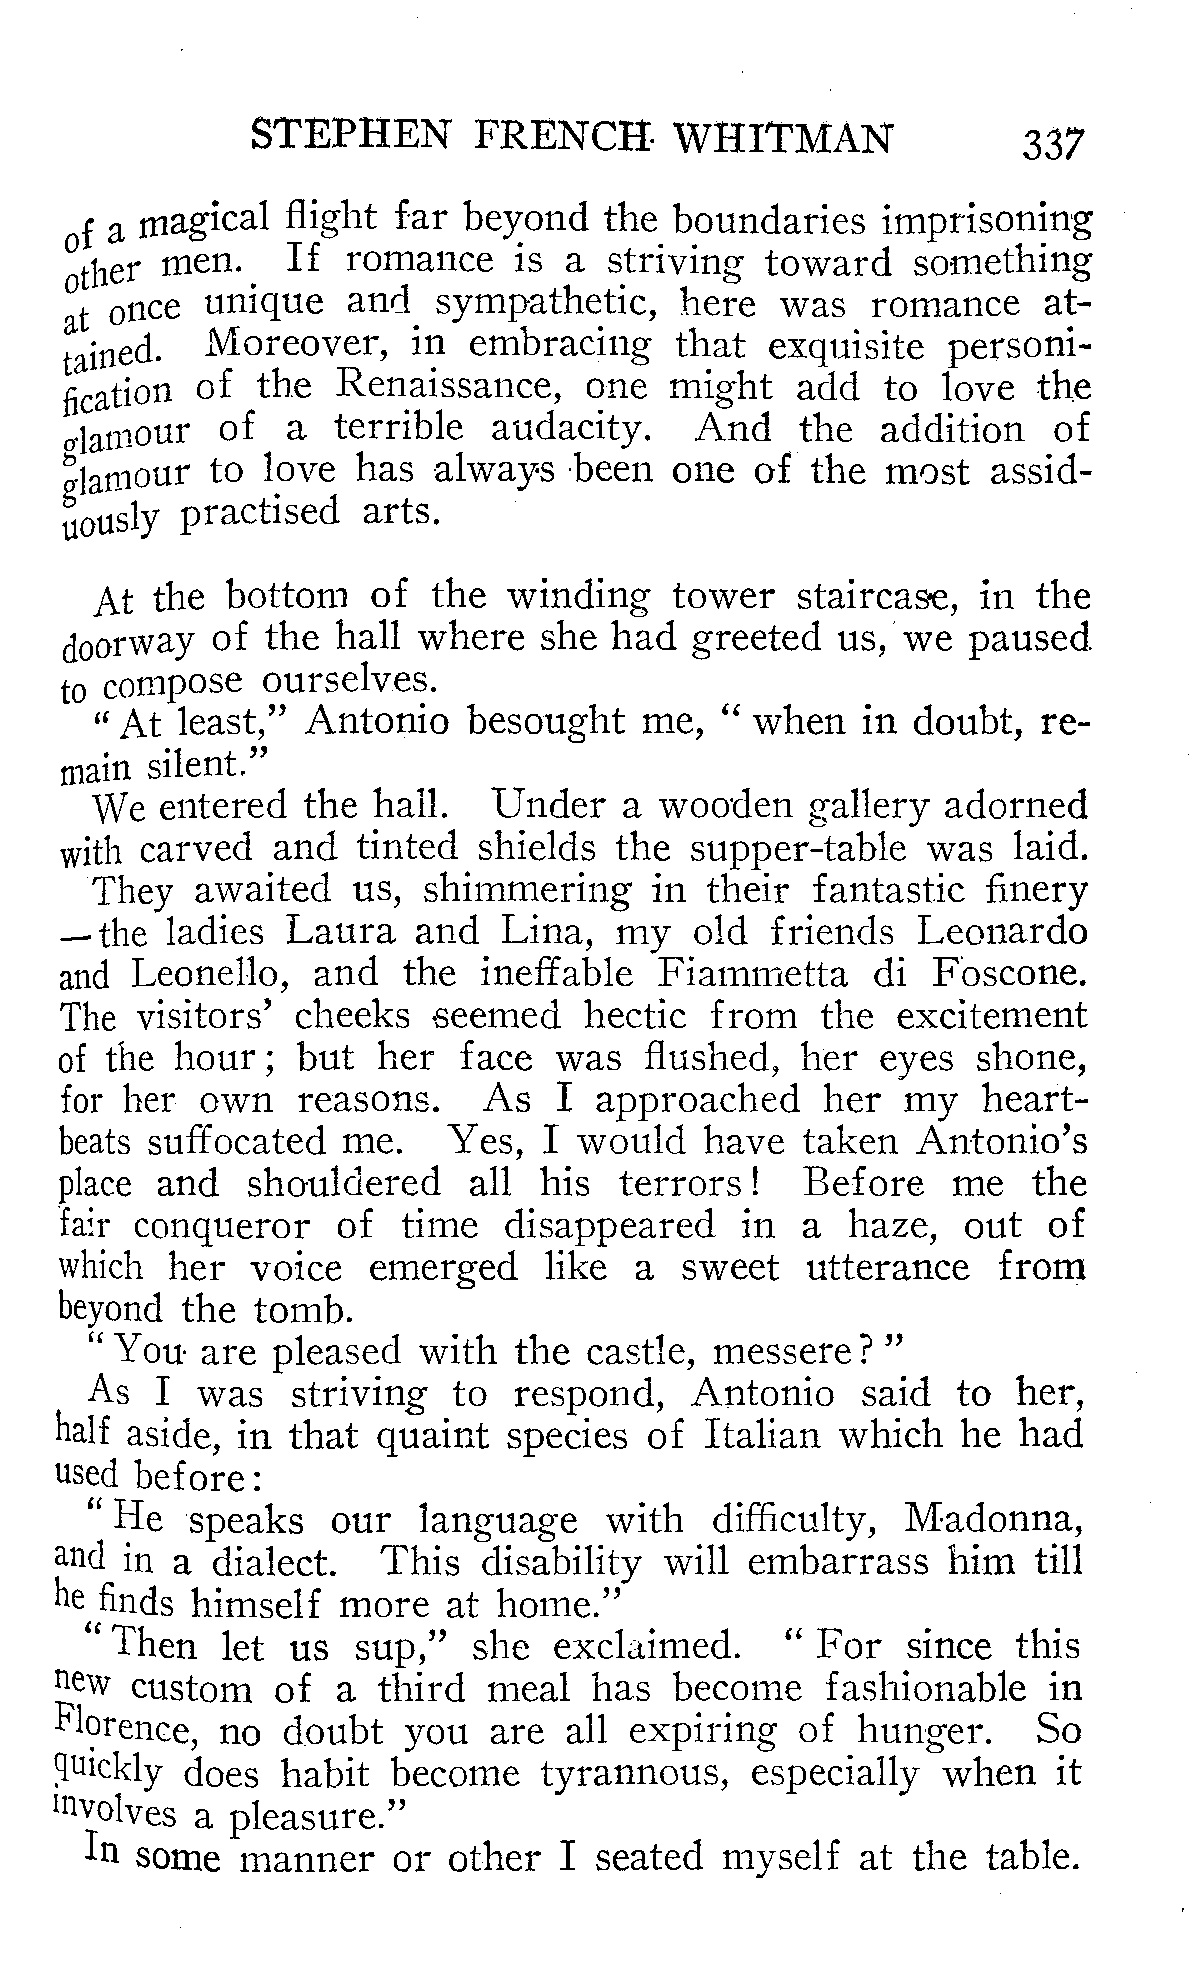 STEPHEN FRENCH WHITMAN 337
of a magical flight far beyond the boundaries imprisoning
other men. If romance is a striving toward something
at once unique and sympathetic, here was romance at-
tained. Moreover, in embracing that exquisite personi-
fication of the Renaissance, one might add to love the
glamour of a terrible audacity. And the addition of
glamour to love has always been one of the most assid-
uously practised arts.
At the bottom of the winding tower staircase, in the
doorway of the hall where she had greeted us, we paused
to compose ourselves.
“ At least,” Antonio besought me, “ when in doubt, re-
main silent.”
We entered the hall. Under a wooden gallery adorned
with carved and tinted shields the supper-table was laid.
They awaited us, shimmering in their fantastic finery
— the ladies Laura and Lina, my old friends Leonardo
and Leonello, and the ineffable Fiammetta di Foscone.
The visitors’ cheeks seemed hectic from the excitement
of the hour ; but her face was flushed, her eyes shone,
for her own reasons. As I approached her my heart-
beats suffocated me. Yes, I would have taken Antonio’s
place and shouldered all his terrors ! Before me the
fair conqueror of time disappeared in a haze, out of
which her voice emerged like a sweet utterance from
beyond the tomb.
“ You are pleased with the castle, messere ? ”
As I was striving to respond, Antonio said to her,
half aside, in that quaint species of Italian which he had
used before :
“ He speaks our language with difficulty, Madonna,
and in a dialect. This disability will embarrass him till
he finds himself more at home.”
“ Then let us sup,” she exclaimed. “ For since this
new custom of a third meal has become fashionable in
Florence, no doubt you are all expiring of hunger. So
quickly does habit become tyrannous, especially when it
involves a pleasure.”
In some manner or other I seated myself at the table.